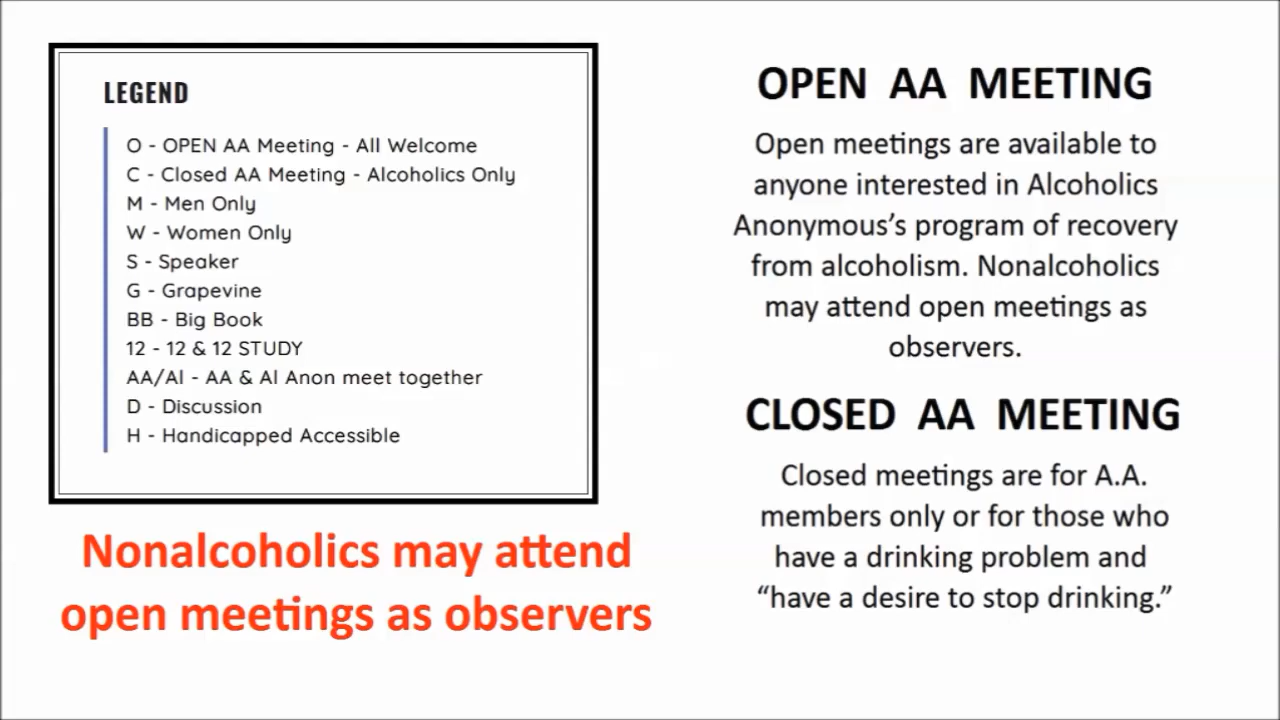 LEGEND
O - OPEN AA Meeting - All Welcome
C - Closed AA Meeting - Alcoholics Only
M - Men Only
W - Women Only
S - Speaker
G - Grapevine
BB - Big Book
12 - 12 & 12 STUDY
AA/Al - AA & Al Anon meet together
D - Discussion
H - Handicapped Accessible
Nonalcoholics may attend
open meetings as observers
OPEN AA MEETING
Open meetings are available to
anyone interested in Alcoholics
Anonymous’s program of recovery
from alcoholism. Nonalcoholics
may attend open meetings as
observers.
CLOSED AA MEETING
Closed meetings are for A.A.
members only or for those who
have a drinking problem and
“have a desire to stop drinking.”